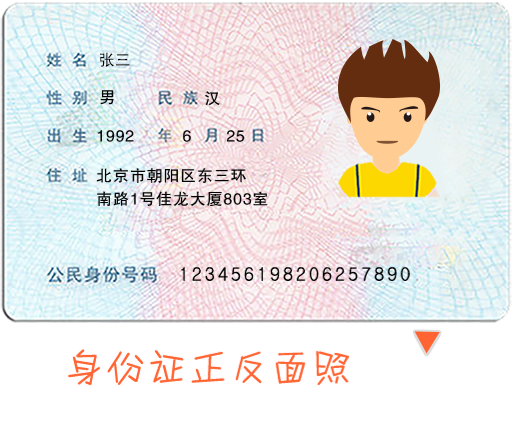 姓 名 张三
性 别 男 民 族 汉
出 生 1992 年 6 月 25 日
住 址 北京市朝阳区东三环
南路1号佳龙大厦803室
公民身份号码 123456198206257890
身份证正反面照